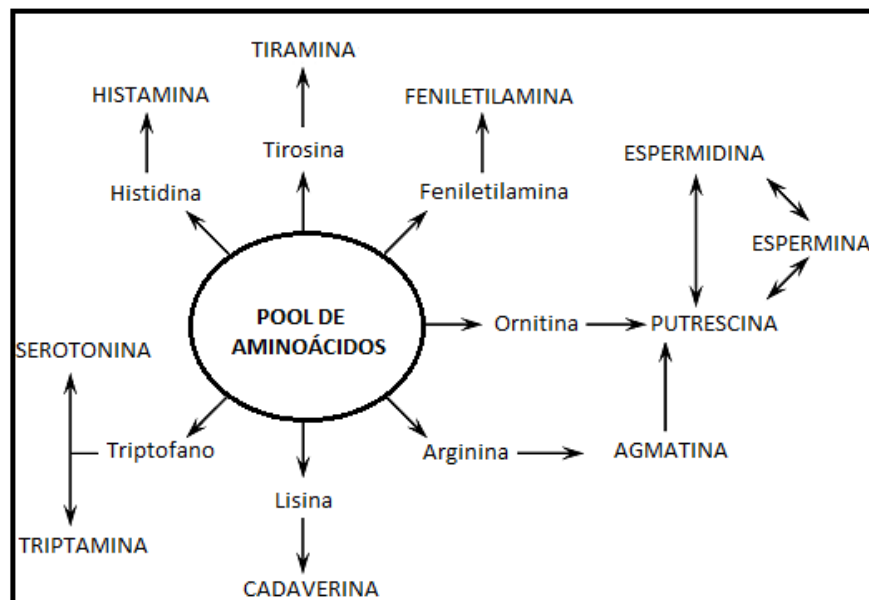 TIRAMINA
HISTAMINA
FENILETILAMINA
Tirosina
ESPERMIDINA
Histidina
Feniletilamina
ESPERMINA
POOL DE
AMINOÁCIDOS
Ornitina
PUTRESCINA
SEROTONINA
Triptofano
Arginina
AGMATINA
Lisina
TRIPTAMINA
CADAVERINA